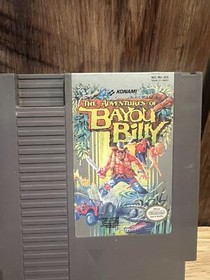 KONAMI
THE ADVENTURES OF
BAYOU
BILLY